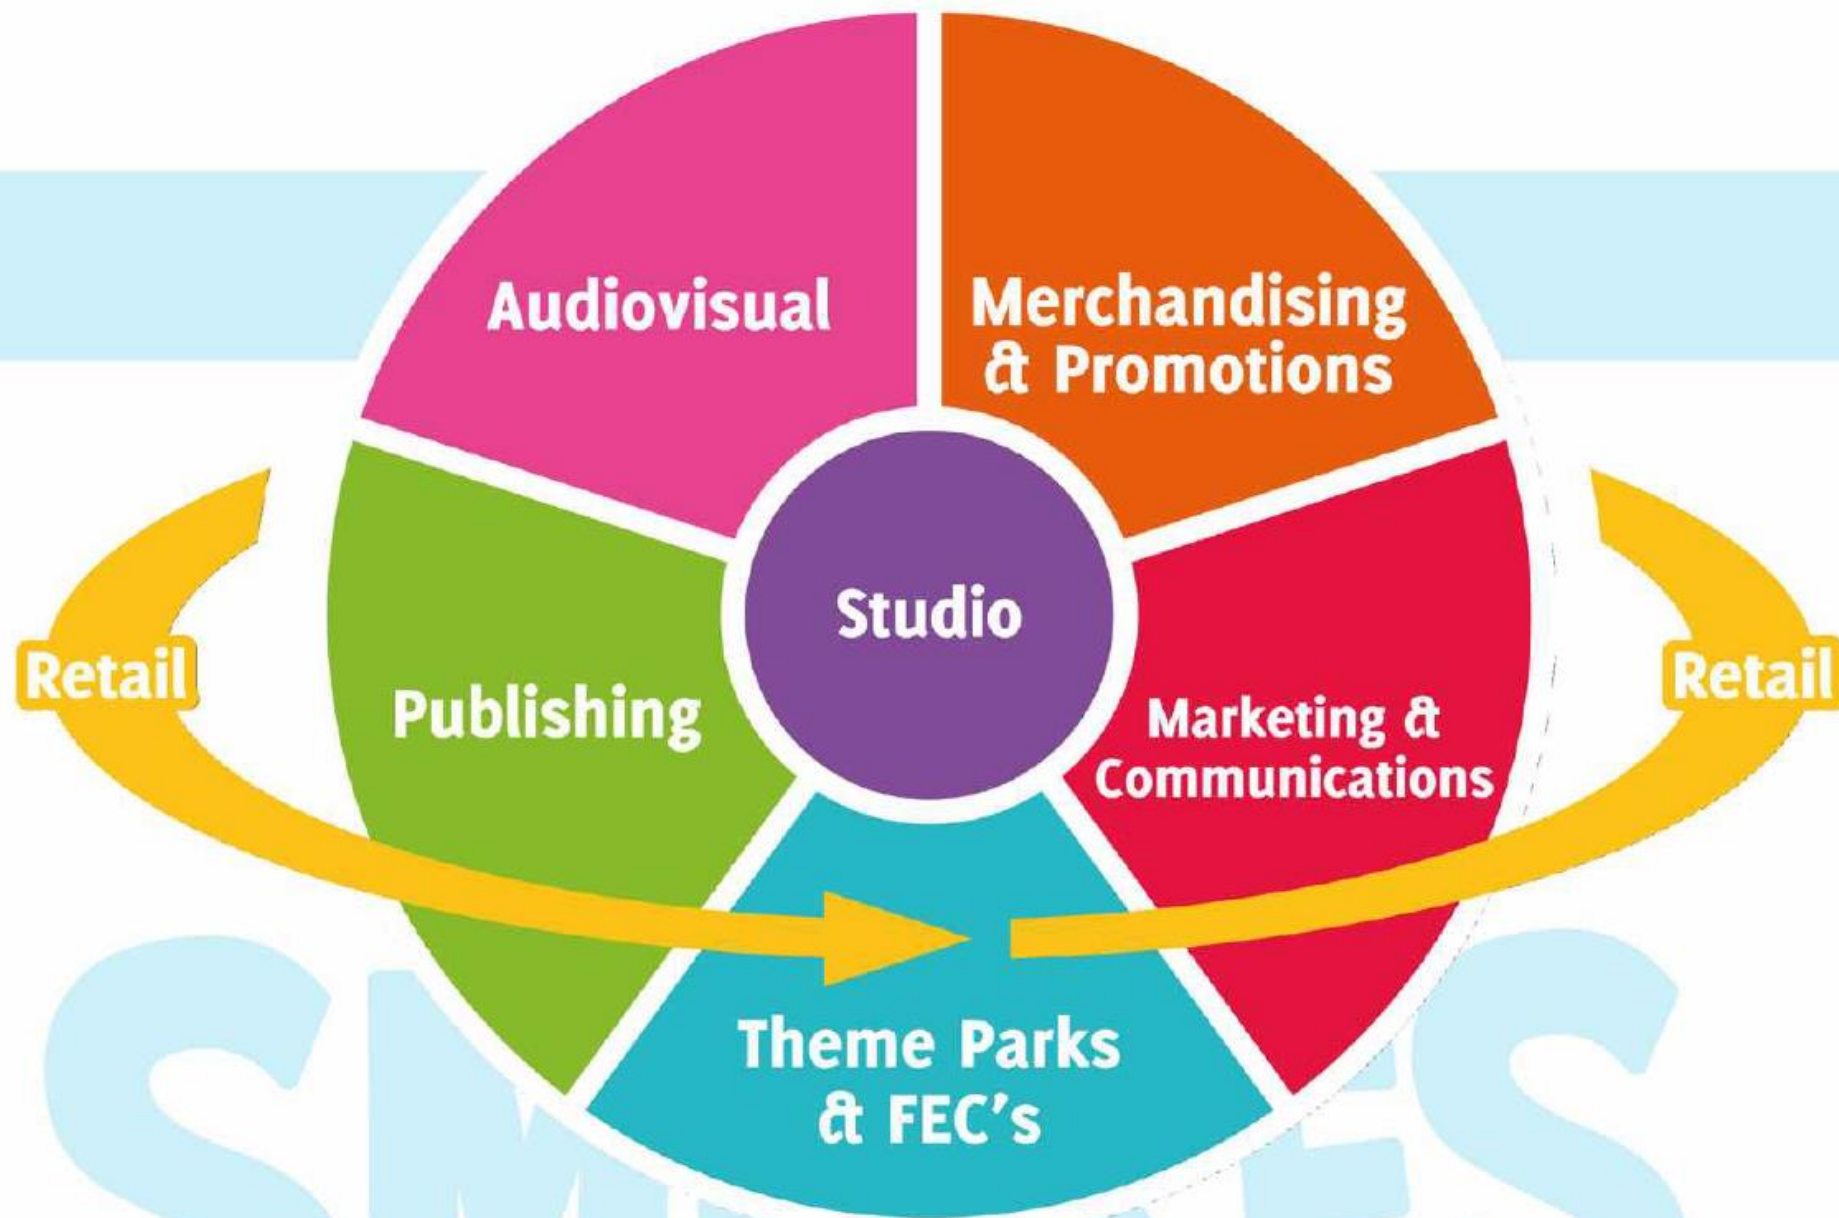 Audiovisual
Merchandising
& Promotions
Studio
Retail
Retail
Publishing
Marketing &
Communications
Theme Parks
& FEC's